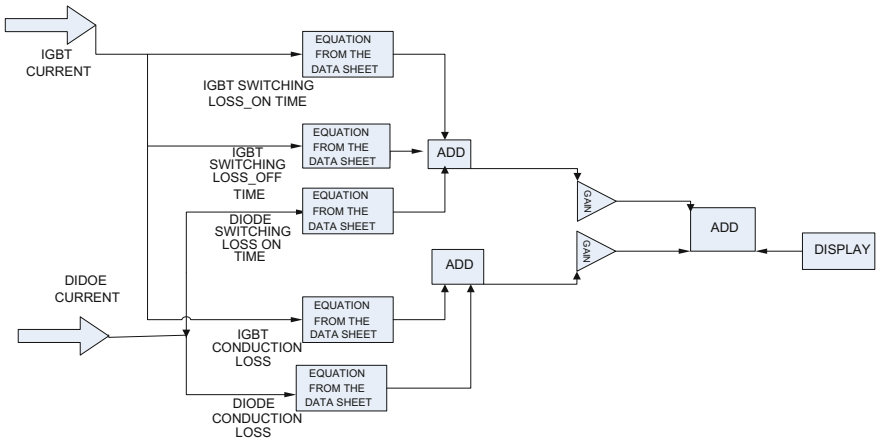 IGBT
CURRENT
EQUATION
FROM THE
DATA SHEET
IGBT SWITCHING
LOSS_ON TIME
EQUATION
FROM THE
DATA SHEET
IGBT
SWITCHING
LOSS_OFF
TIME
ADD
EQUATION
FROM THE
DATA SHEET
DIODE
SWITCHING
LOSS ON
TIME
GAIN
ADD
DISPLAY
GAIN
ADD
DIDOE
CURRENT
EQUATION
FROM THE
DATA SHEET
IGBT
CONDUCTION
LOSS
EQUATION
FROM THE
DATA SHEET
DIODE
CONDUCTION
LOSS